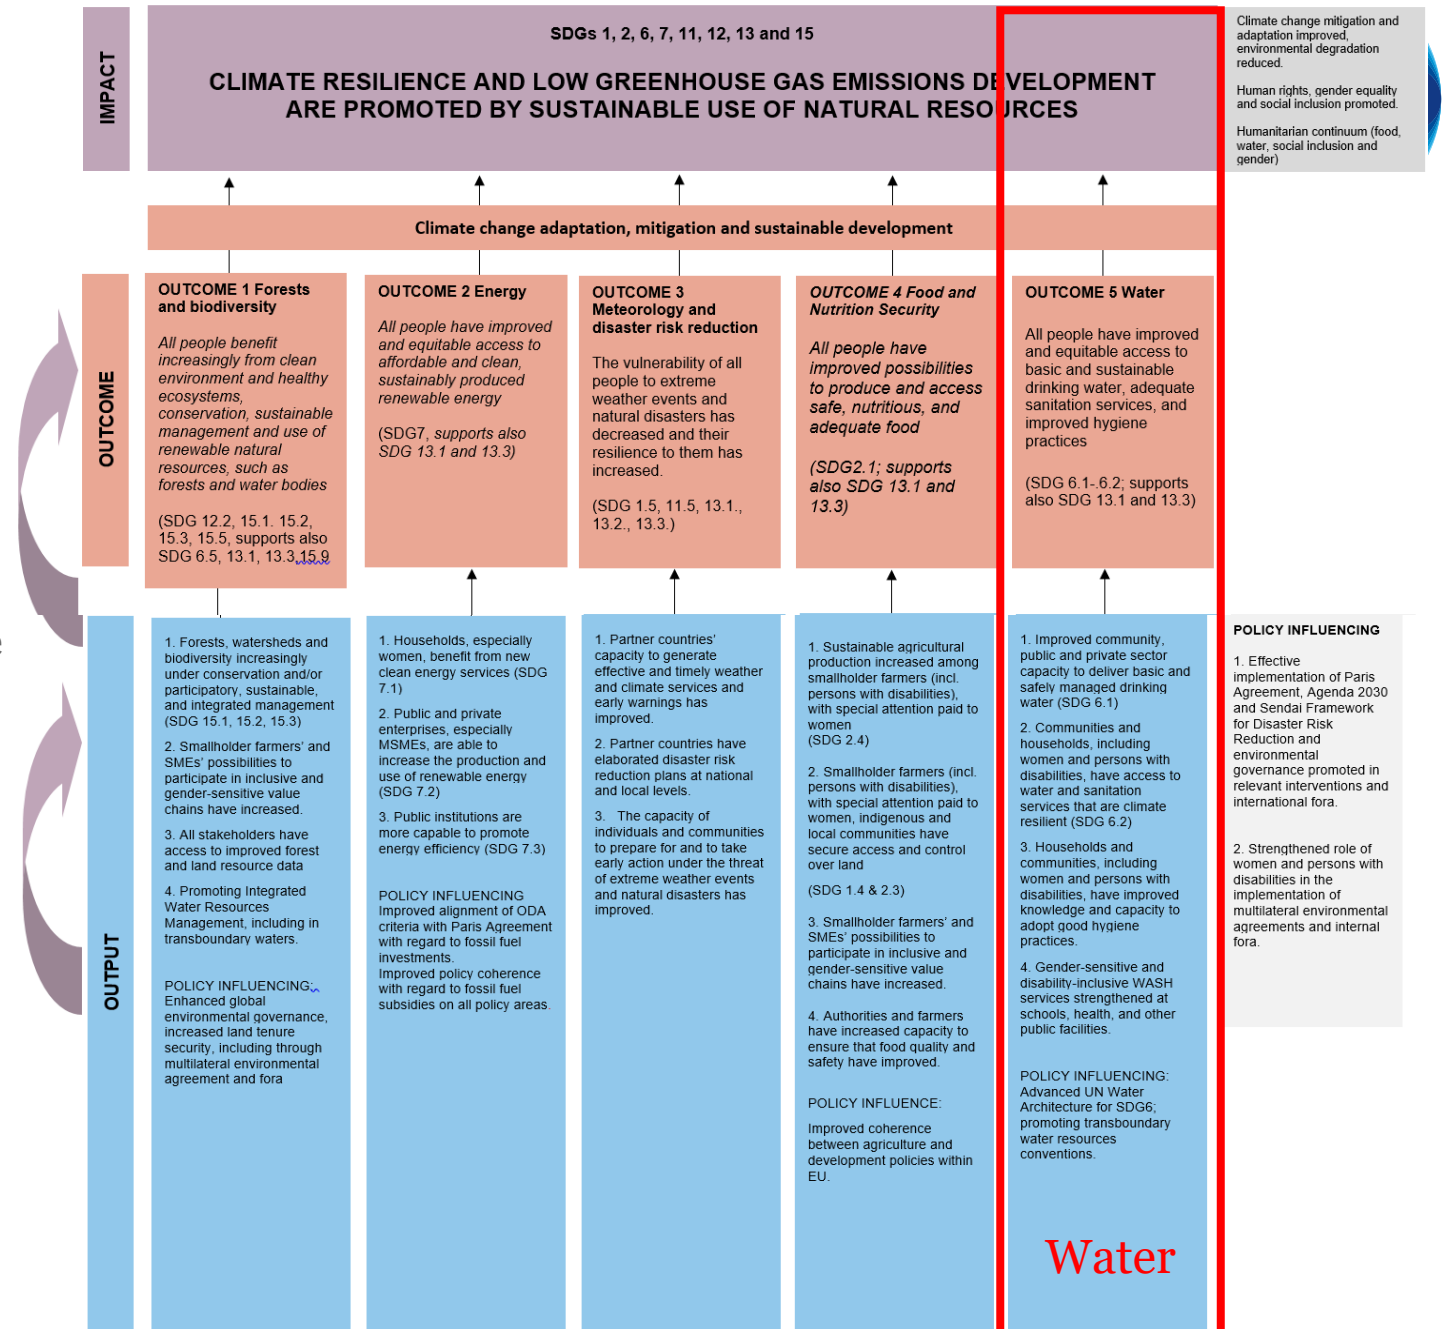 IMPACT
SDGs 1, 2, 6, 7, 11, 12, 13 and 15
CLIMATE RESILIENCE AND LOW GREENHOUSE GAS EMISSIONS DEVELOPMENT
ARE PROMOTED BY SUSTAINABLE USE OF NATURAL RESOURCES
Climate change mitigation and
adaptation improved,
environmental degradation
reduced.
Human rights, gender equality
and social inclusion promoted.
Humanitarian continuum (food,
water, social inclusion and
gender)
Climate change adaptation, mitigation and sustainable development
OUTCOME
OUTCOME 1 Forests
and biodiversity
All people benefit
increasingly from clean
environment and healthy
ecosystems,
conservation, sustainable
management and use of
renewable natural
resources, such as
forests and water bodies
(SDG 12.2, 15.1. 15.2,
15.3, 15.5, supports also
SDG 6.5, 13.1, 13.3,15.9
OUTCOME 2 Energy
All people have improved
and equitable access to
affordable and clean,
sustainably produced
renewable energy
(SDG7, supports also
SDG 13.1 and 13.3)
OUTCOME 3
Meteorology and
disaster risk reduction
The vulnerability of all
people to extreme
weather events and
natural disasters has
decreased and their
resilience to them has
increased.
(SDG 1.5, 11.5, 13.1.,
13.2., 13.3.)
OUTCOME 4 Food and
Nutrition Security
All people have
improved possibilities
to produce and access
safe, nutritious, and
adequate food
(SDG2.1; supports
also SDG 13.1 and
13.3)
OUTCOME 5 Water
All people have improved
and equitable access to
basic and sustainable
drinking water, adequate
sanitation services, and
improved hygiene
practices
(SDG 6.1-.6.2; supports
also SDG 13.1 and 13.3)
OUTPUT
1. Forests, watersheds and
biodiversity increasingly
under conservation and/or
participatory, sustainable,
and integrated management
(SDG 15.1, 15.2, 15.3)
2. Smallholder farmers' and
SMEs' possibilities to
participate in inclusive and
gender-sensitive value
chains have increased.
3. All stakeholders have
access to improved forest
and land resource data
4. Promoting Integrated
Water Resources
Management, including in
transboundary waters.
POLICY INFLUENCING:
Enhanced global
environmental governance,
increased land tenure
security, including through
multilateral environmental
agreement and fora
1. Households, especially
women, benefit from new
clean energy services (SDG
7.1)
2. Public and private
enterprises, especially
MSMEs, are able to
increase the production and
use of renewable energy
(SDG 7.2)
3. Public institutions are
more capable to promote
energy efficiency (SDG 7.3)
POLICY INFLUENCING
Improved alignment of ODA
criteria with Paris Agreement
with regard to fossil fuel
investments.
Improved policy coherence
with regard to fossil fuel
subsidies on all policy areas.
1. Partner countries'
capacity to generate
effective and timely weather
and climate services and
early warnings has
improved.
2. Partner countries have
elaborated disaster risk
reduction plans at national
and local levels.
3. The capacity of
individuals and communities
to prepare for and to take
early action under the threat
of extreme weather events
and natural disasters has
improved.
1. Sustainable agricultural
production increased among
smallholder farmers (incl.
persons with disabilities),
with special attention paid to
women
(SDG 2.4)
2. Smallholder farmers (incl.
persons with disabilities),
with special attention paid to
women, indigenous and
local communities have
secure access and control
over land
(SDG 1.4 & 2.3)
3. Smallholder farmers' and
SMEs' possibilities to
participate in inclusive and
gender-sensitive value
chains have increased.
4. Authorities and farmers
have increased capacity to
ensure that food quality and
safety have improved.
POLICY INFLUENCE:
Improved coherence
between agriculture and
development policies within
EU.
1. Improved community,
public and private sector
capacity to deliver basic and
safely managed drinking
water (SDG 6.1)
2. Communities and
households, including
women and persons with
disabilities, have access to
water and sanitation
services that are climate
resilient (SDG 6.2)
3. Households and
communities, including
women and persons with
disabilities, have improved
knowledge and capacity to
adopt good hygiene
practices.
4. Gender-sensitive and
disability-inclusive WASH
services strengthened at
schools, health, and other
public facilities.
POLICY INFLUENCING:
Advanced UN Water
Architecture for SDG6;
promoting transboundary
water resources
conventions.
Water
POLICY INFLUENCING
1. Effective
implementation of Paris
Agreement, Agenda 2030
and Sendai Framework
for Disaster Risk
Reduction and
environmental
governance promoted in
relevant interventions and
international fora.
2. Strengthened role of
women and persons with
disabilities in the
implementation of
multilateral environmental
agreements and internal
fora.